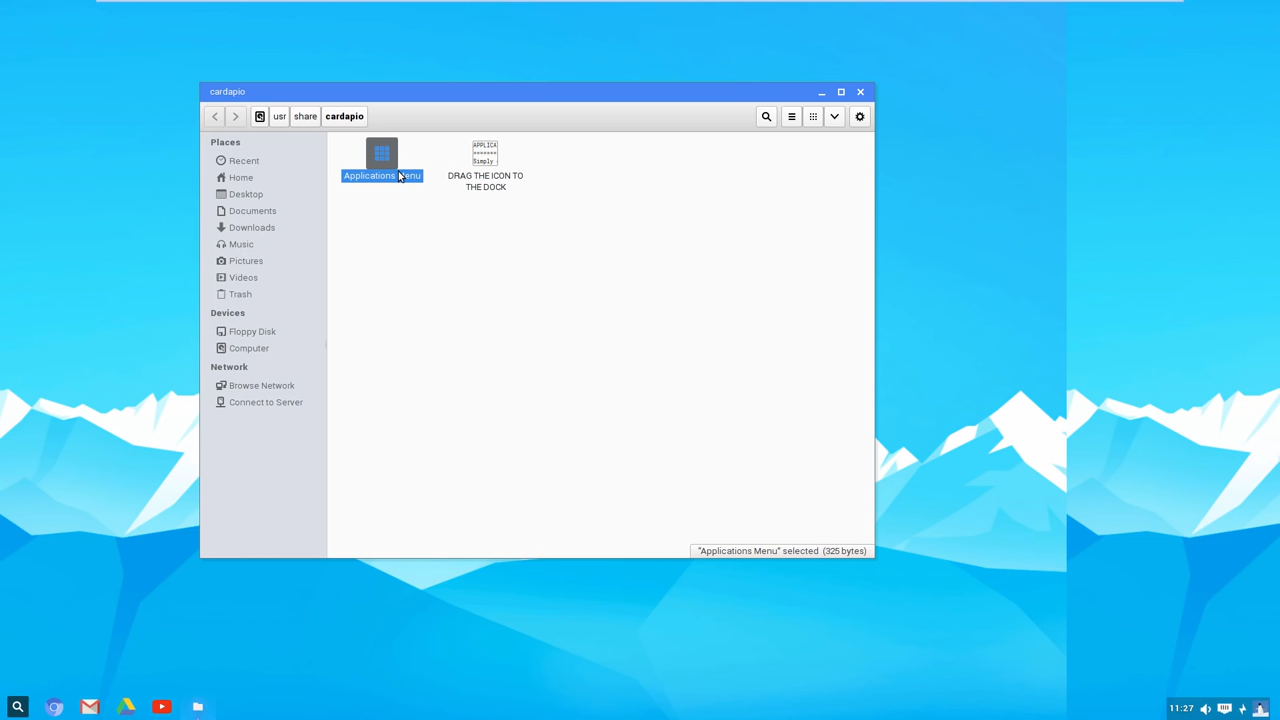 cardapio
usr share cardapio
Places
Recent
Home
Desktop
Documents
Downloads
Music
Pictures
Videos
Trash
Devices
Floppy Disk
Computer
Network
Browse Network
Connect to Server
Applications Menu
APPLICA
=======
Simply
DRAG THE ICON TO
THE DOCK
"Applications Menu" selected (325 bytes)
11:27